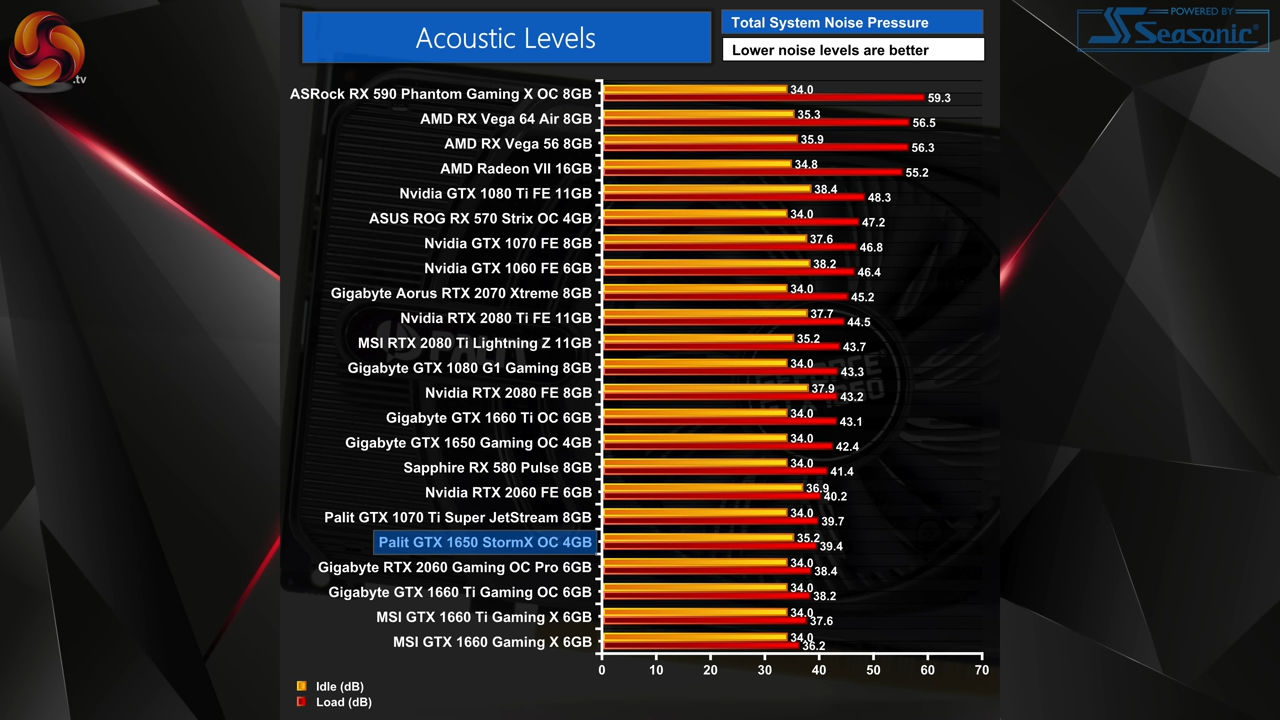 .tv
Acoustic Levels
Total System Noise Pressure
Lower noise levels are better
POWERED BY
Seasonic®
ASRock RX 590 Phantom Gaming X OC 8GB 34.0 59.3
AMD RX Vega 64 Air 8GB 35.3 56.5
AMD RX Vega 56 8GB 35.9 56.3
AMD Radeon VII 16GB 34.8 55.2
Nvidia GTX 1080 Ti FE 11GB 38.4 48.3
ASUS ROG RX 570 Strix OC 4GB 34.0 47.2
Nvidia GTX 1070 FE 8GB 37.6 46.8
Nvidia GTX 1060 FE 6GB 38.2 46.4
Gigabyte Aorus RTX 2070 Xtreme 8GB 34.0 45.2
Nvidia RTX 2080 Ti FE 11GB 37.7 44.5
MSI RTX 2080 Ti Lightning Z 11GB 35.2 43.7
Gigabyte GTX 1080 G1 Gaming 8GB 34.0 43.3
Nvidia RTX 2080 FE 8GB 37.9 43.2
Gigabyte GTX 1660 Ti OC 6GB 34.0 43.1
Gigabyte GTX 1650 Gaming OC 4GB 34.0 42.4
Sapphire RX 580 Pulse 8GB 34.0 41.4
Nvidia RTX 2060 FE 6GB 36.9 40.2
Palit GTX 1070 Ti Super JetStream 8GB 34.0 39.7
Palit GTX 1650 StormX OC 4GB 35.2 39.4
Gigabyte RTX 2060 Gaming OC Pro 6GB 34.0 38.4
Gigabyte GTX 1660 Ti Gaming OC 6GB 34.0 38.2
MSI GTX 1660 Ti Gaming X 6GB 34.0 37.6
MSI GTX 1660 Gaming X 6GB 34.0 36.2
0 10 20 30 40 50 60 70
Idle (dB)
Load (dB)